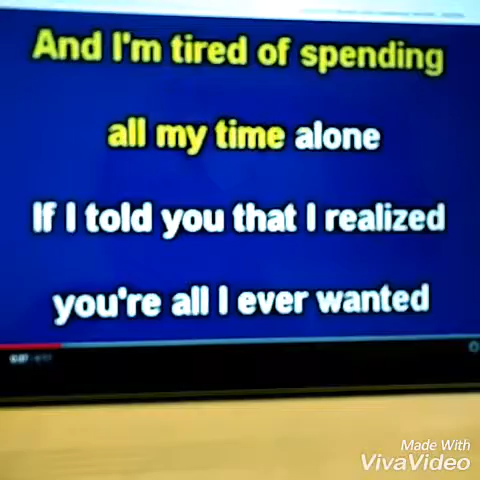 And I'm tired of spending
all my time alone
If I told you that I realized
you're all I ever wanted
Made With
VivaVideo